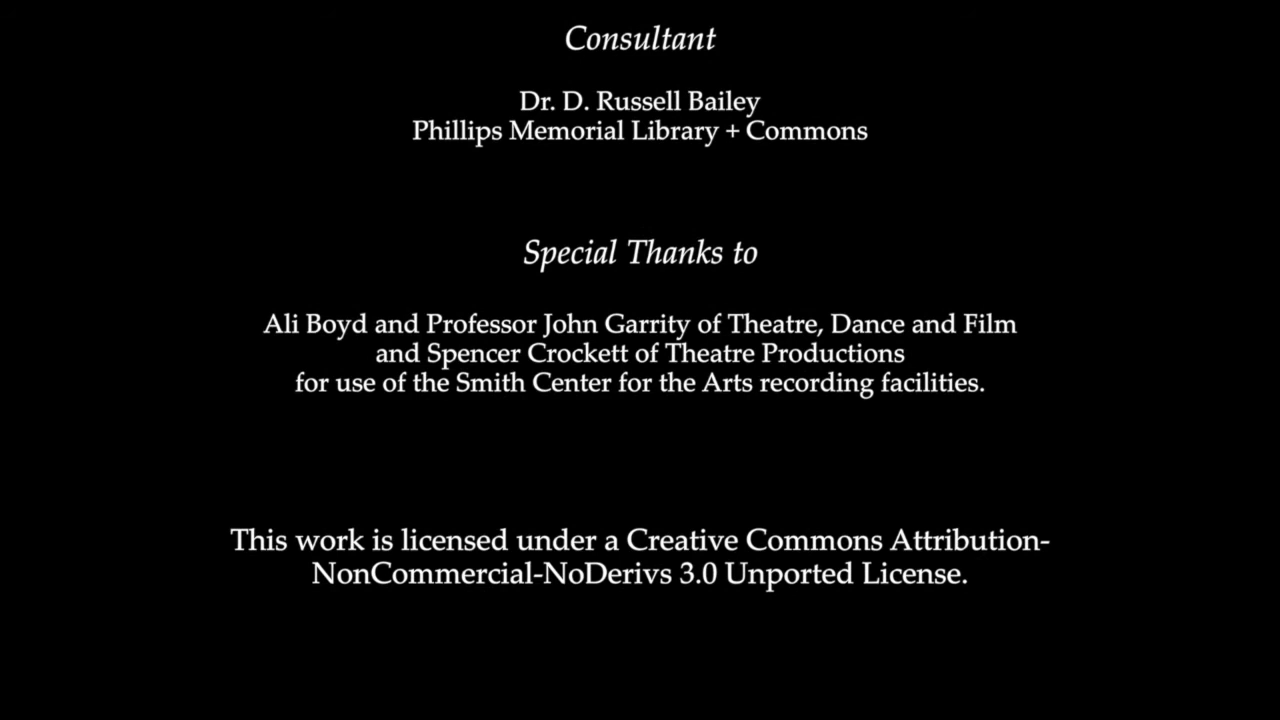 Consultant
Dr. D. Russell Bailey
Phillips Memorial Library + Commons
Special Thanks to
Ali Boyd and Professor John Garrity of Theatre, Dance and Film
and Spencer Crockett of Theatre Productions
for use of the Smith Center for the Arts recording facilities.
This work is licensed under a Creative Commons Attribution-
NonCommercial-NoDerivs 3.0 Unported License.